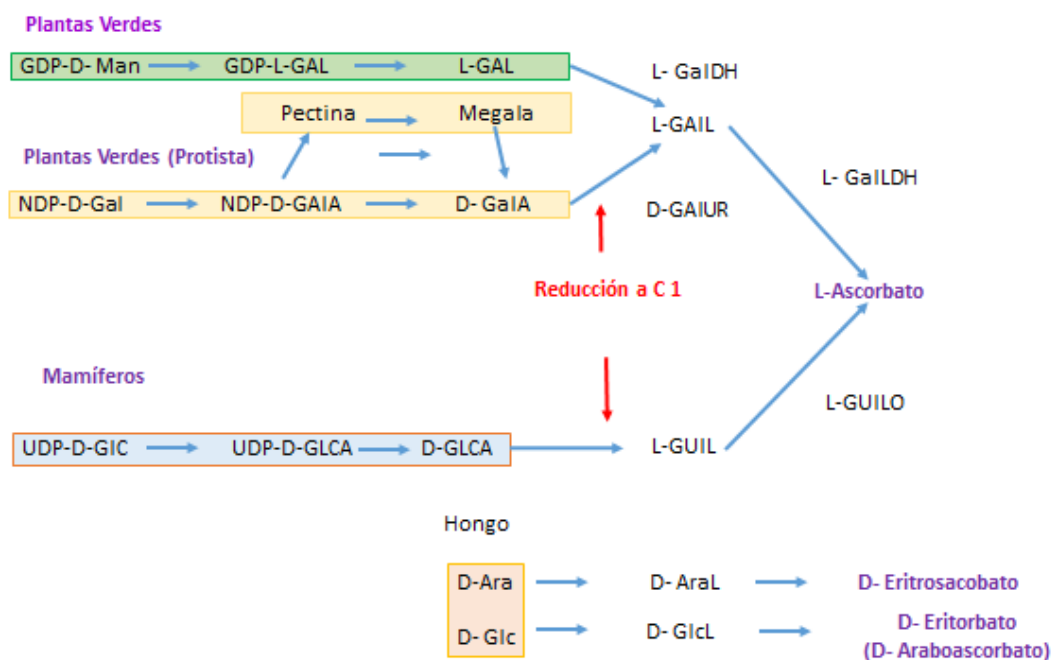 Plantas Verdes
GDP-D- Man GDP-L-GAL L-GAL
L- GalDH
Pectina Megala
L-GAIL
Plantas Verdes (Protista)
L- GalLDH
NDP-D-Gal NDP-D-GAIA D- GalA
D-GAIUR
Reducción a C 1
L-Ascorbato
Mamíferos
L-GUILO
UDP-D-GIC UDP-D-GLCA D-GLCA
L-GUIL
Hongo
D-Ara D- AraL D- Eritrosacobato
D- Glc D- GlcL D- Eritorbato
(D- Araboascorbato)